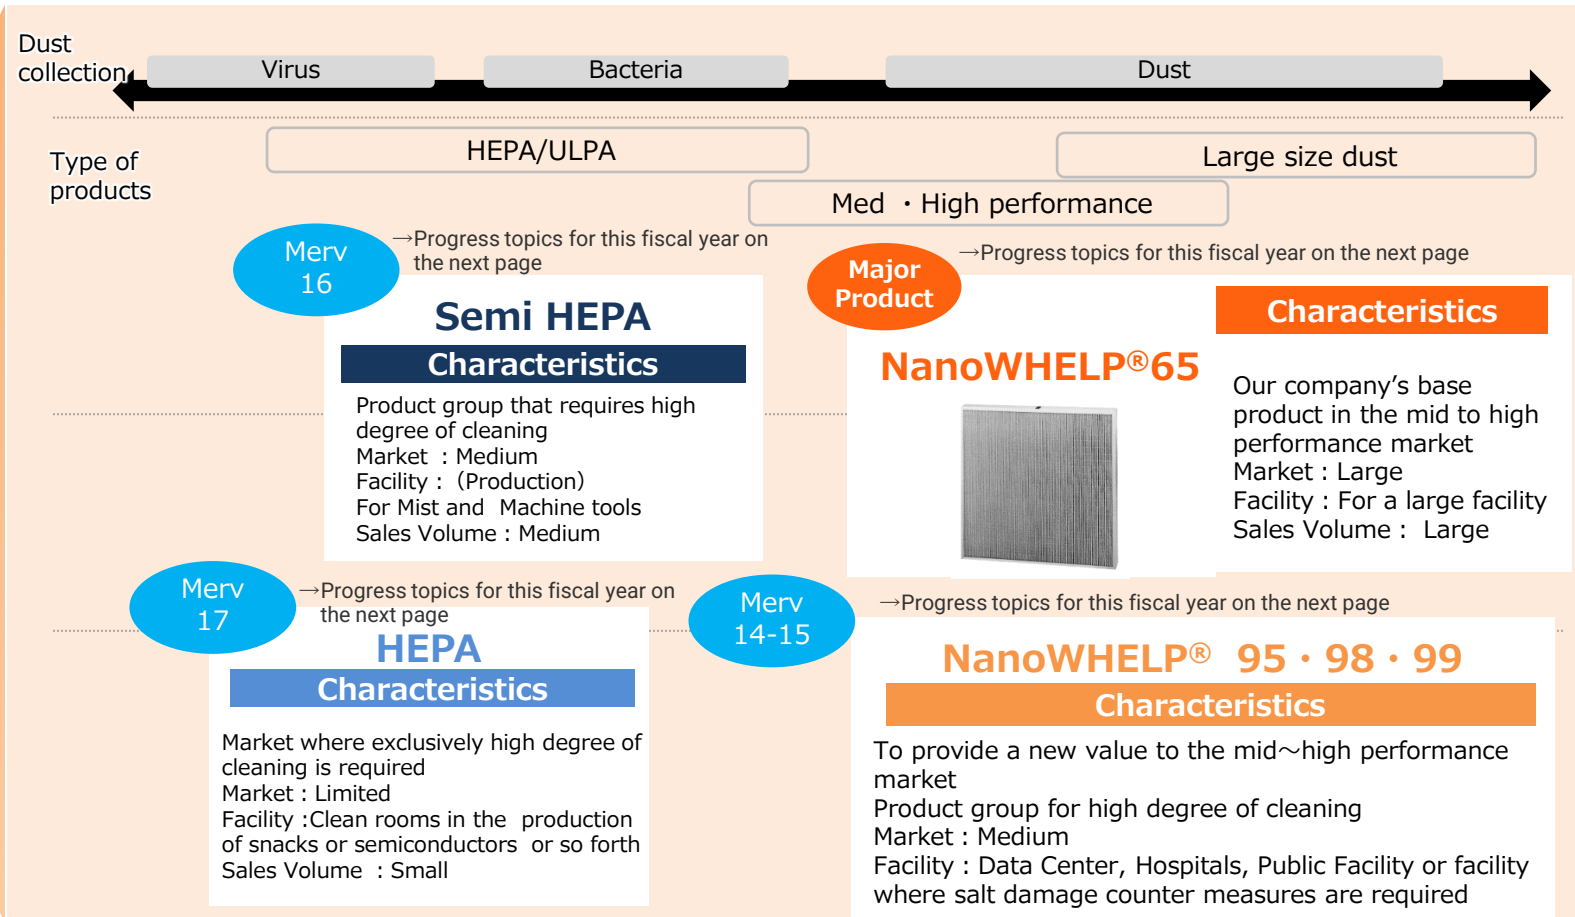 Dust
collection
Virus
Bacteria
Dust
Type of
products
HEPA/ULPA
Large size dust
Med ・High performance
Merv
16
→Progress topics for this fiscal year on
the next page
Semi HEPA
Characteristics
Product group that requires high
degree of cleaning
Market : Medium
Facility :（Production）
For Mist and Machine tools
Sales Volume : Medium
Major
Product
→Progress topics for this fiscal year on the next page
NanoWHELP®65
Characteristics
Our company’s base
product in the mid to high
performance market
Market : Large
Facility : For a large facility
Sales Volume : Large
Merv
17
→Progress topics for this fiscal year on
the next page
HEPA
Characteristics
Market where exclusively high degree of
cleaning is required
Market : Limited
Facility :Clean rooms in the production
of snacks or semiconductors or so forth
Sales Volume : Small
Merv
14-15
→Progress topics for this fiscal year on the next page
NanoWHELP® 95・98・99
Characteristics
To provide a new value to the mid～high performance
market
Product group for high degree of cleaning
Market : Medium
Facility : Data Center, Hospitals, Public Facility or facility
where salt damage counter measures are required